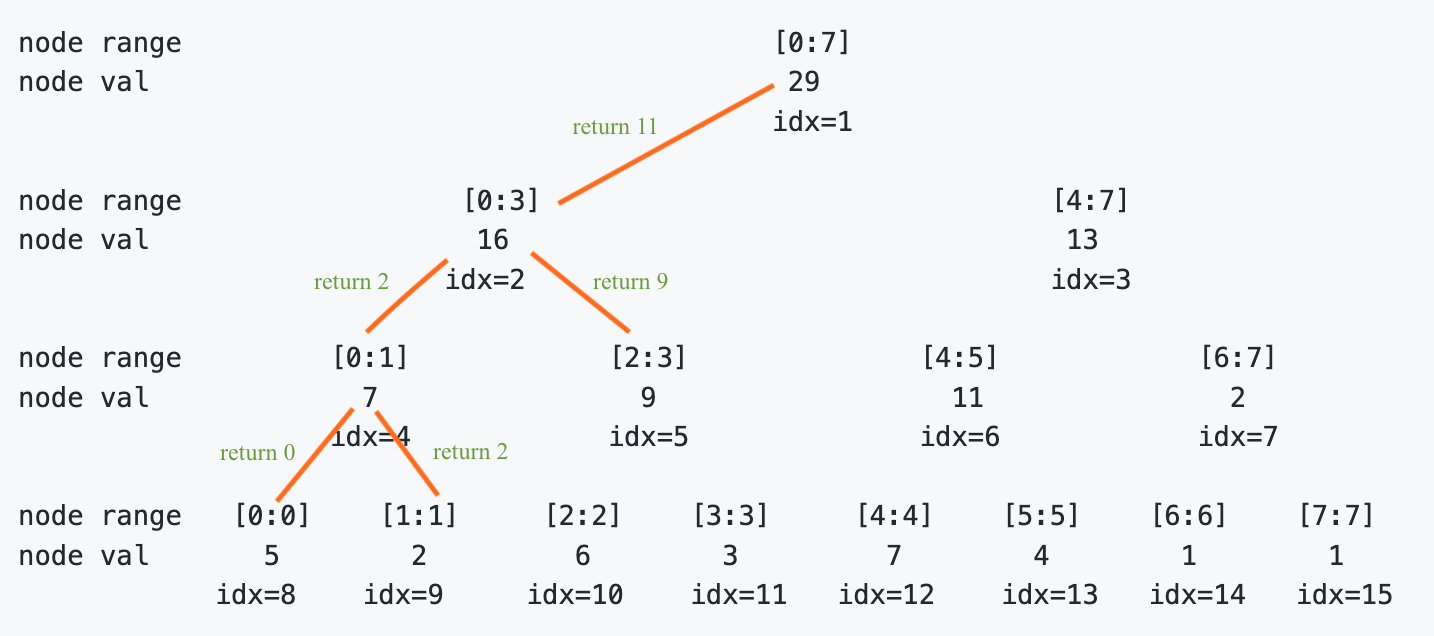 node range [0:7]
node val 29
return 11 idx=1
node range [0:3] [4:7]
node val 16 13
return 2 idx=2 return 9 idx=3
node range [0:1] [2:3] [4:5] [6:7]
node val 7 9 11 2
idx=4 idx=5 idx=6 idx=7
return 0 return 2
node range [0:0] [1:1] [2:2] [3:3] [4:4] [5:5] [6:6] [7:7]
node val 5 2 6 3 7 4 1 1
idx=8 idx=9 idx=10 idx=11 idx=12 idx=13 idx=14 idx=15